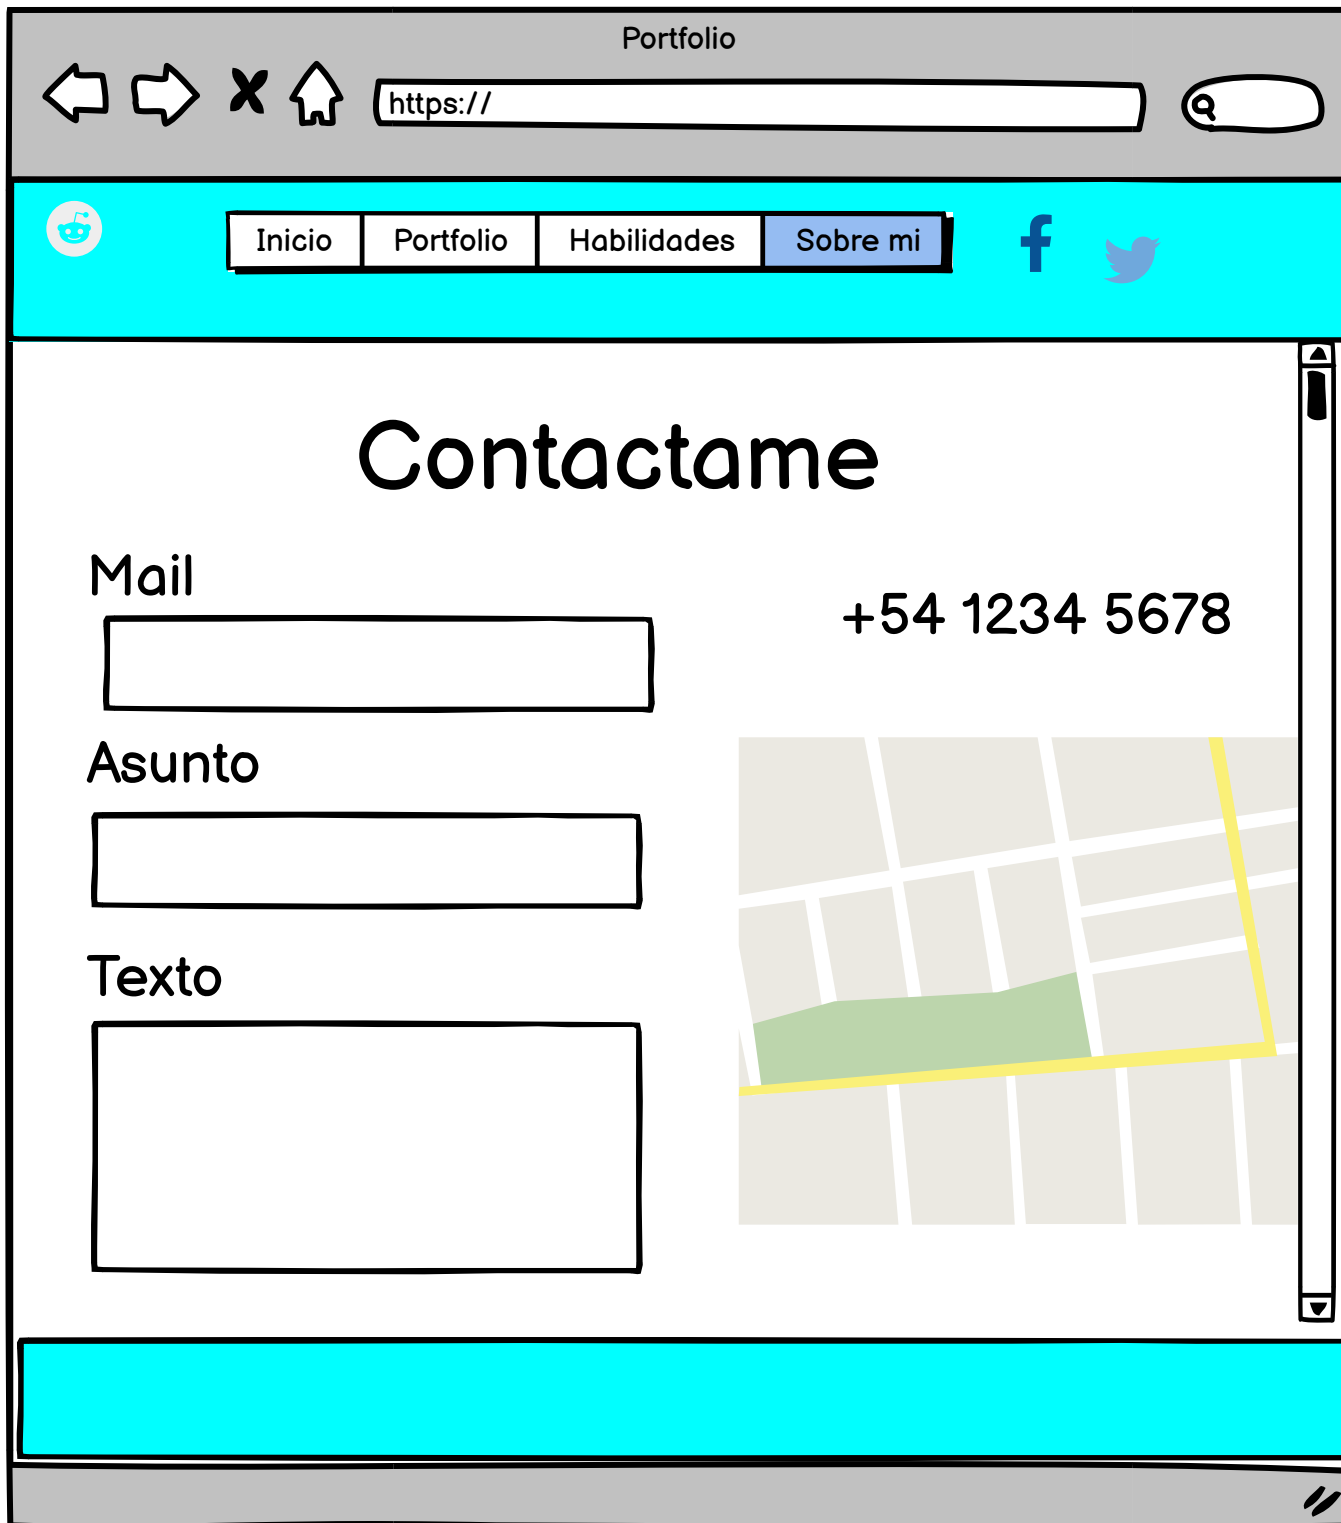 Portfolio
https://
Inicio Portfolio Habilidades Sobre mi
Contactame
Mail
+54 1234 5678
Asunto
Texto